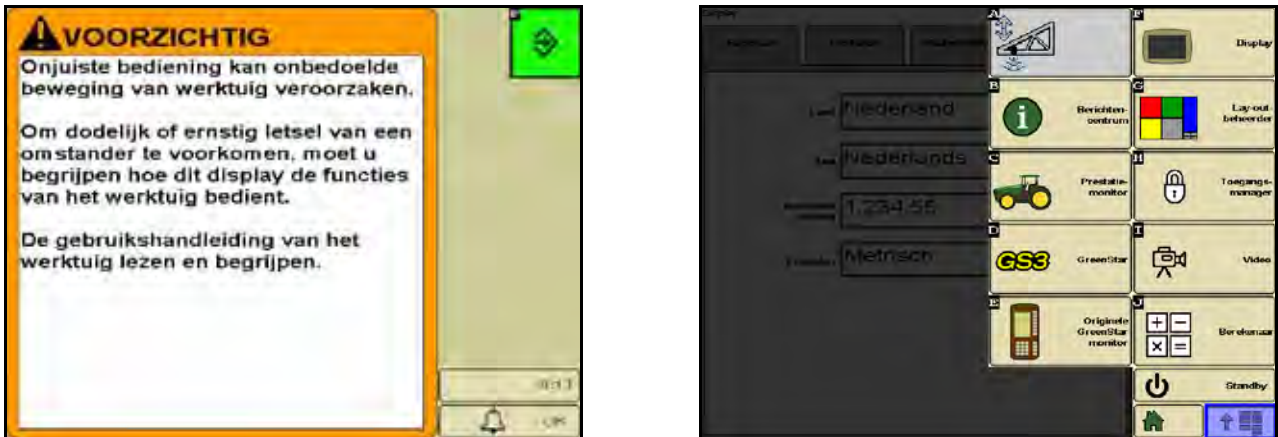 VOORZICHTIG
Onjuiste bediening kan onbedoelde
beweging van werktuig veroorzaken.
Om dodelijk of ernstig letsel van een
omstander te voorkomen, moet u
begrijpen hoe dit display de functies
van het werktuig bedient.
De gebruikshandleiding van het
werktuig lezen en begrijpen.
OK
Nederland
Nederlands
1.234,56
Metrisch
A
B
Berichten-
centrum
C
Prestatie-
monitor
D
GS3
GreenStar
E
Originele
GreenStar
monitor
F
Display
G
Lay-out-
beheerder
H
Toegangs-
manager
I
Video
J
Berekenaar
Standby